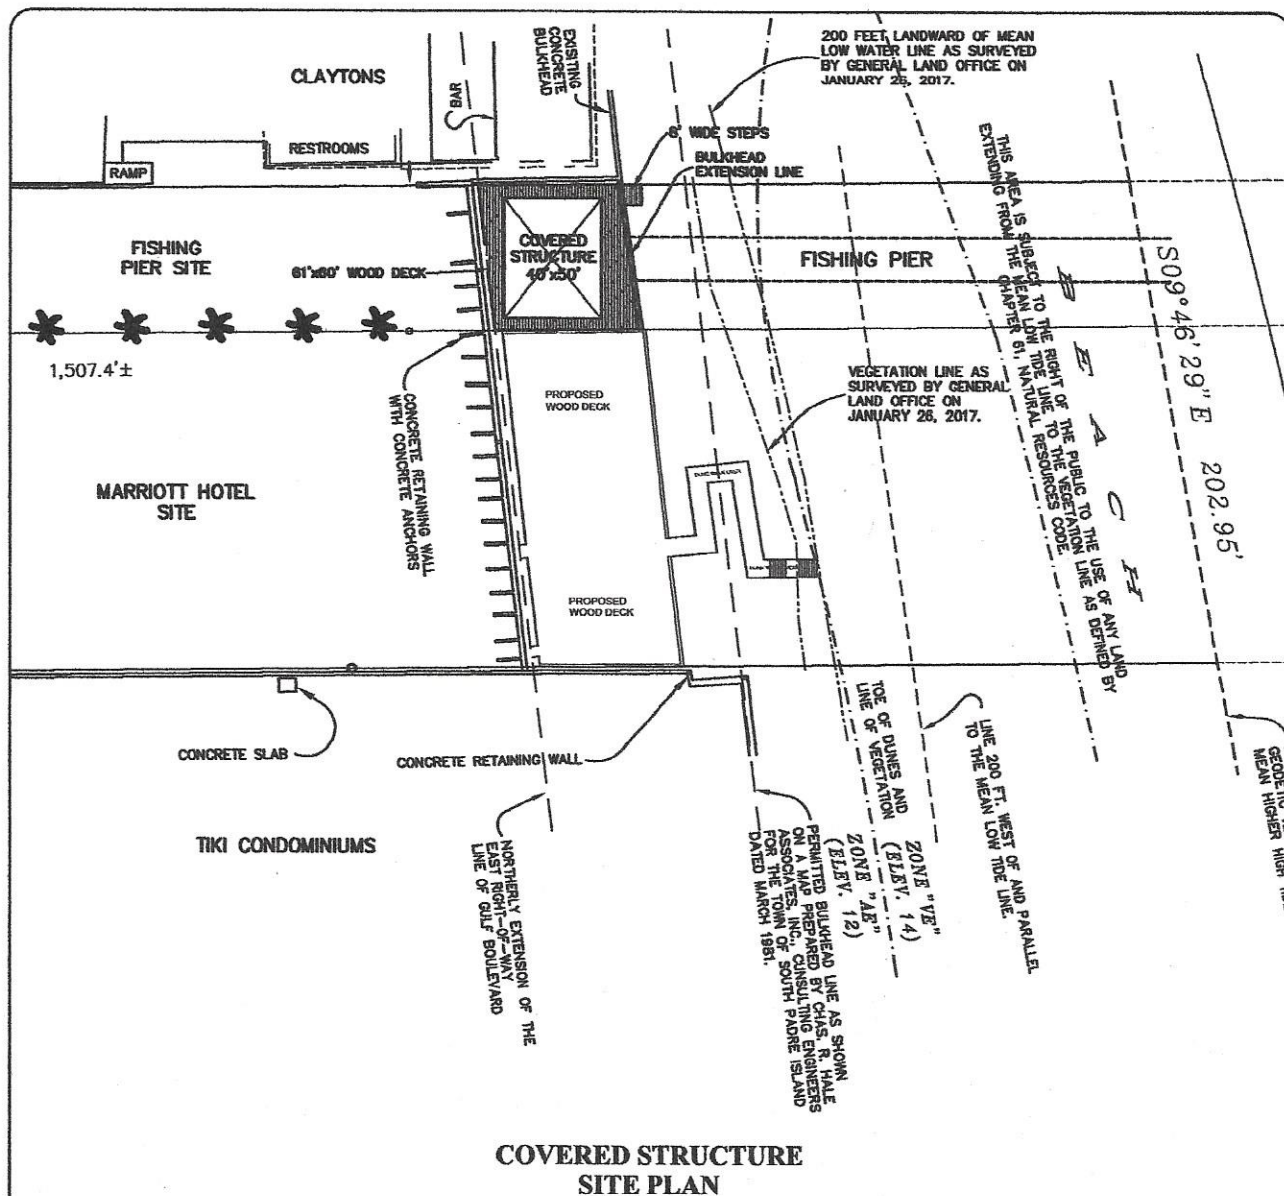 CLAYTONS
BAR
EXISITING
CONCRETE
BULKHEAD
200 FEET LANDWARD OF MEAN
LOW WATER LINE AS SURVEYED
BY GENERAL LAND OFFICE ON
JANUARY 26, 2017.
RESTROOMS
RAMP
6' WIDE STEPS
BULKHEAD
EXTENSION LINE
FISHING
PIER SITE
61'x60' WOOD DECK
COVERED
STRUCTURE
40'x50'
FISHING PIER
THIS AREA IS SUBJECT TO THE RIGHT OF THE PUBLIC TO THE USE OF ANY LAND
EXTENDING FROM THE MEAN LOW TIDE LINE TO THE VEGETATION LINE AS DEFINED BY
CHAPTER 61, NATURAL RESOURCES CODE.
BEACH
S09°46'29"E 202.95'
1,507.4'±
CONCRETE RETAINING WALL
WITH CONCRETE ANCHORS
PROPOSED
WOOD DECK
VEGETATION LINE AS
SURVEYED BY GENERAL
LAND OFFICE ON
JANUARY 26, 2017.
MARRIOTT HOTEL
SITE
PROPOSED
WOOD DECK
CONCRETE SLAB
CONCRETE RETAINING WALL
TOE OF DUNES AND
LINE OF VEGETATION
LINE 200 FT. WEST OF AND PARALLEL
TO THE MEAN LOW TIDE LINE.
MEAN HIGHER HIGH
TIKI CONDOMINIUMS
NORTHERLY EXTENSION OF THE
EAST RIGHT-OF-WAY
LINE OF GULF BOULEVARD
ZONE "VE"
(ELEV. 14)
ZONE "AE"
(ELEV. 12)
PERMITTED BULKHEAD LINE AS SHOWN
ON A MAP PREPARED BY CHAS. R. HALE
ASSOCIATES, INC., CUNSULTING ENGINEERS
FOR THE TOWN OF SOUTH PADRE ISLAND
DATED MARCH 1981.
COVERED STRUCTURE
SITE PLAN